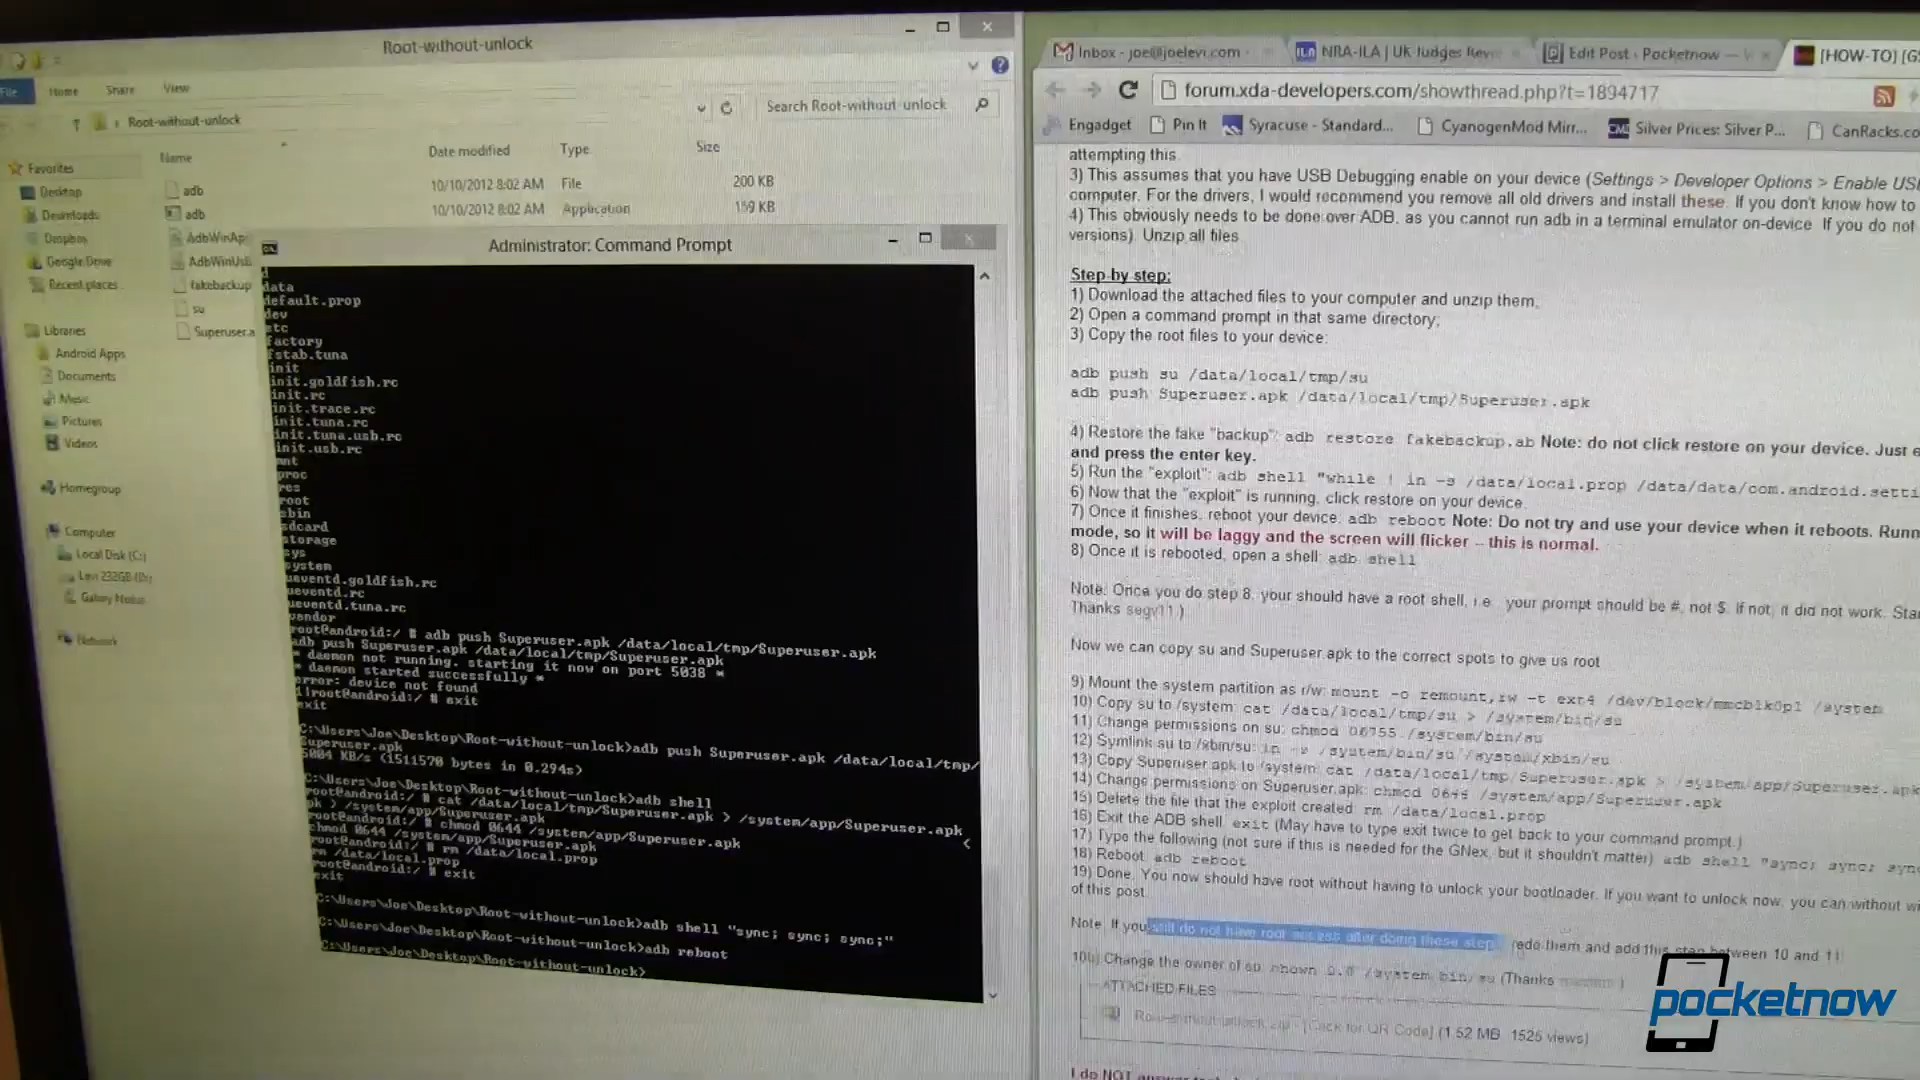 Root-without-unlock
File
Home
Share
View
Root-without-unlock
Search Root-without-unlock
Name
Date modified
Type
Size
Favorites
Desktop
Downloads
Dropbox
Google Drive
Recent places
Libraries
Android Apps
Documents
Music
Pictures
Videos
Homegroup
Computer
Local Disk (C:)
Levi 232GB (D:)
Galaxy Nexus
Network
adb
10/10/2012 8:02 AM
File
200 KB
adb
10/10/2012 8:02 AM
Application
159 KB
AdbWinApi
AdbWinUsb
fakebackup
su
Superuser.a
Administrator: Command Prompt
d
data
default.prop
dev
etc
factory
fstab.tuna
init
init.goldfish.rc
init.rc
init.trace.rc
init.tuna.rc
init.tuna.usb.rc
init.usb.rc
mnt
proc
res
root
sbin
sdcard
storage
sys
system
ueventd.goldfish.rc
ueventd.rc
ueventd.tuna.rc
vendor
root@android:/ # adb push Superuser.apk /data/local/tmp/Superuser.apk
adb push Superuser.apk /data/local/tmp/Superuser.apk
* daemon not running. starting it now on port 5038 *
* daemon started successfully *
error: device not found
1|root@android:/ # exit
exit
C:\Users\Joe\Desktop\Root-without-unlock>adb push Superuser.apk /data/local/tmp/
Superuser.apk
5004 KB/s (1511570 bytes in 0.294s)
C:\Users\Joe\Desktop\Root-without-unlock>adb shell
root@android:/ # cat /data/local/tmp/Superuser.apk > /system/app/Superuser.apk
pk > /system/app/Superuser.apk <
root@android:/ # chmod 0644 /system/app/Superuser.apk
chmod 0644 /system/app/Superuser.apk
root@android:/ # rm /data/local.prop
rm /data/local.prop
root@android:/ # exit
exit
C:\Users\Joe\Desktop\Root-without-unlock>adb shell "sync; sync; sync;"
C:\Users\Joe\Desktop\Root-without-unlock>adb reboot
C:\Users\Joe\Desktop\Root-without-unlock>
Inbox - joe@joelevi.com
NRA-ILA | UK Judges Reve
Edit Post ‹ Pocketnow —
[HOW-TO] [G
forum.xda-developers.com/showthread.php?t=1894717
Engadget
Pin It
Syracuse - Standard...
CyanogenMod Mirr...
Silver Prices: Silver P...
CanRacks.co
attempting this.
3) This assumes that you have USB Debugging enable on your device (Settings > Developer Options > Enable US
computer. For the drivers, I would recommend you remove all old drivers and install these. If you don't know how to
4) This obviously needs to be done over ADB, as you cannot run adb in a terminal emulator on-device. If you do not
versions). Unzip all files.
Step by step:
1) Download the attached files to your computer and unzip them;
2) Open a command prompt in that same directory;
3) Copy the root files to your device:
adb push su /data/local/tmp/su
adb push Superuser.apk /data/local/tmp/Superuser.apk
4) Restore the fake "backup": adb restore fakebackup.ab Note: do not click restore on your device. Just e
and press the enter key.
5) Run the "exploit": adb shell "while ! ln -s /data/local.prop /data/data/com.android.setti
6) Now that the "exploit" is running, click restore on your device.
7) Once it finishes, reboot your device: adb reboot Note: Do not try and use your device when it reboots. Runn
mode, so it will be laggy and the screen will flicker -- this is normal.
8) Once it is rebooted, open a shell: adb shell
Note: Once you do step 8, your should have a root shell, i.e., your prompt should be #, not $. If not, it did not work. Star
Thanks segv11.)
Now we can copy su and Superuser.apk to the correct spots to give us root.
9) Mount the system partition as r/w: mount -o remount,rw -t ext4 /dev/block/mmcblk0p1 /system
10) Copy su to /system: cat /data/local/tmp/su > /system/bin/su
11) Change permissions on su: chmod 06755 /system/bin/su
12) Symlink su to /xbin/su: ln -s /system/bin/su /system/xbin/su
13) Copy Superuser.apk to /system: cat /data/local/tmp/Superuser.apk > /system/app/Superuser.apk
14) Change permissions on Superuser.apk: chmod 0644 /system/app/Superuser.apk
15) Delete the file that the exploit created: rm /data/local.prop
16) Exit the ADB shell: exit (May have to type exit twice to get back to your command prompt.)
17) Type the following (not sure if this is needed for the GNex, but it shouldn't matter): adb shell "sync; sync; syn
18) Reboot: adb reboot
19) Done. You now should have root without having to unlock your bootloader. If you want to unlock now, you can without wi
of this post.
Note: If you still do not have root access after doing these steps, redo them and add this step between 10 and 11:
10b) Change the owner of su: chown 0.0 /system/bin/su (Thanks
ATTACHED FILES
Root-without-unlock.zip - [Click for QR Code] (1.52 MB, 1525 views)
I do NOT answer
pocketnow